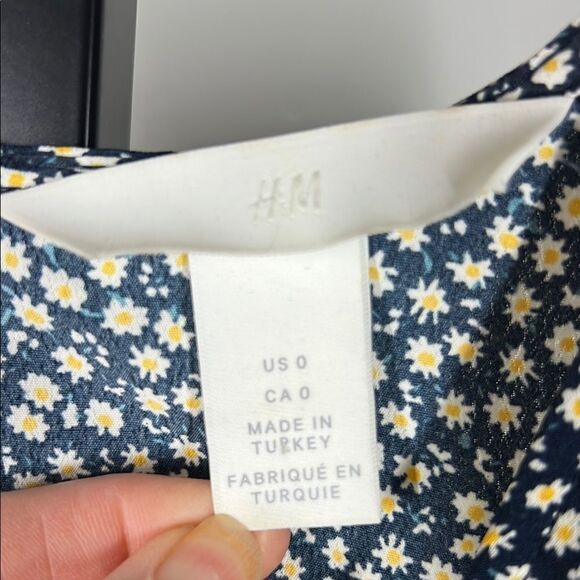 H&M
US 0
CA 0
MADE IN
TURKEY
FABRIQUÉ EN
TURQUIE